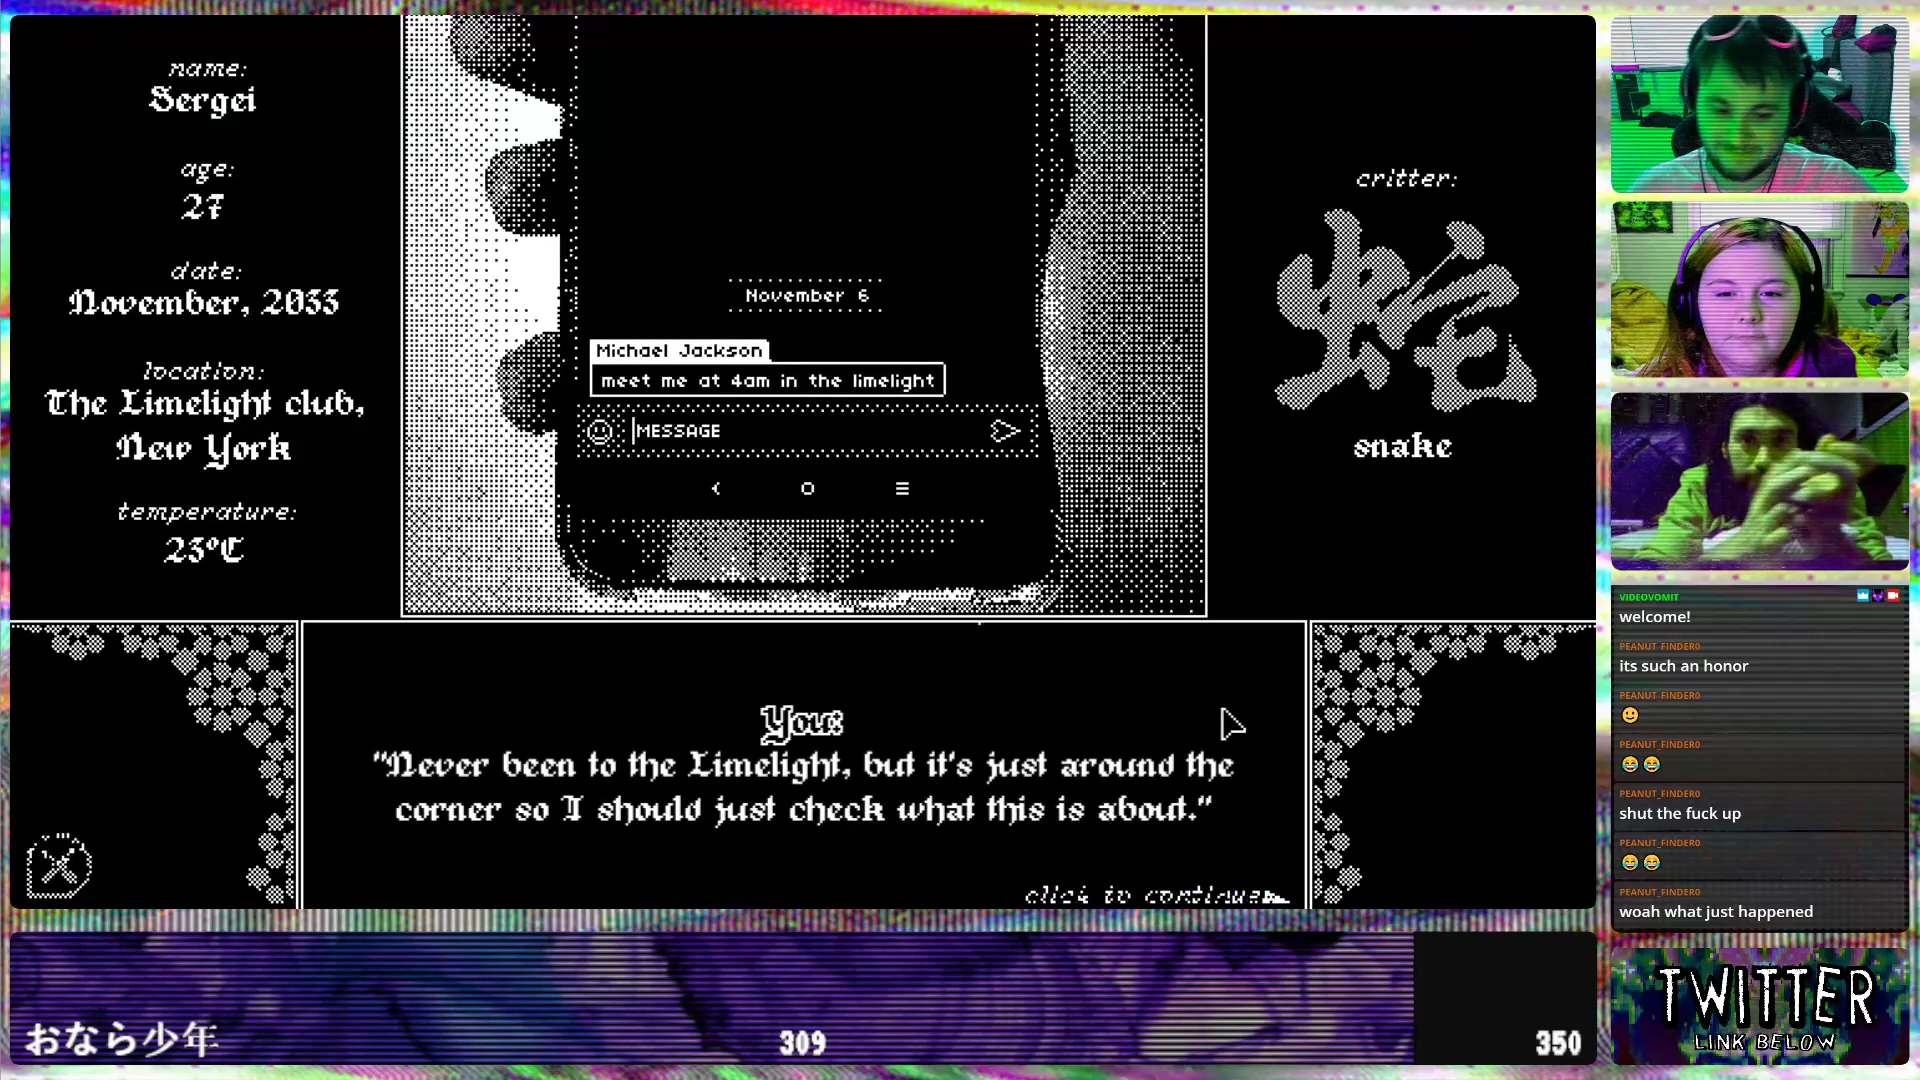 name:
Sergei
age:
27
date:
November, 2033
location:
The Limelight club,
New York
temperature:
23°C
November 6
Michael Jackson
meet me at 4am in the limelight
MESSAGE
critter:
蛇
snake
You:
"Never been to the Limelight, but it's just around the
corner so I should just check what this is about."
click to continue
おなら少年
309
350
VIDEOVOMIT
welcome!
PEANUT_FINDER0
its such an honor
PEANUT_FINDER0
🙂
PEANUT_FINDER0
😂 😂
PEANUT_FINDER0
shut the fuck up
PEANUT_FINDER0
😂 😂
PEANUT_FINDER0
woah what just happened
TWITTER
LINK BELOW